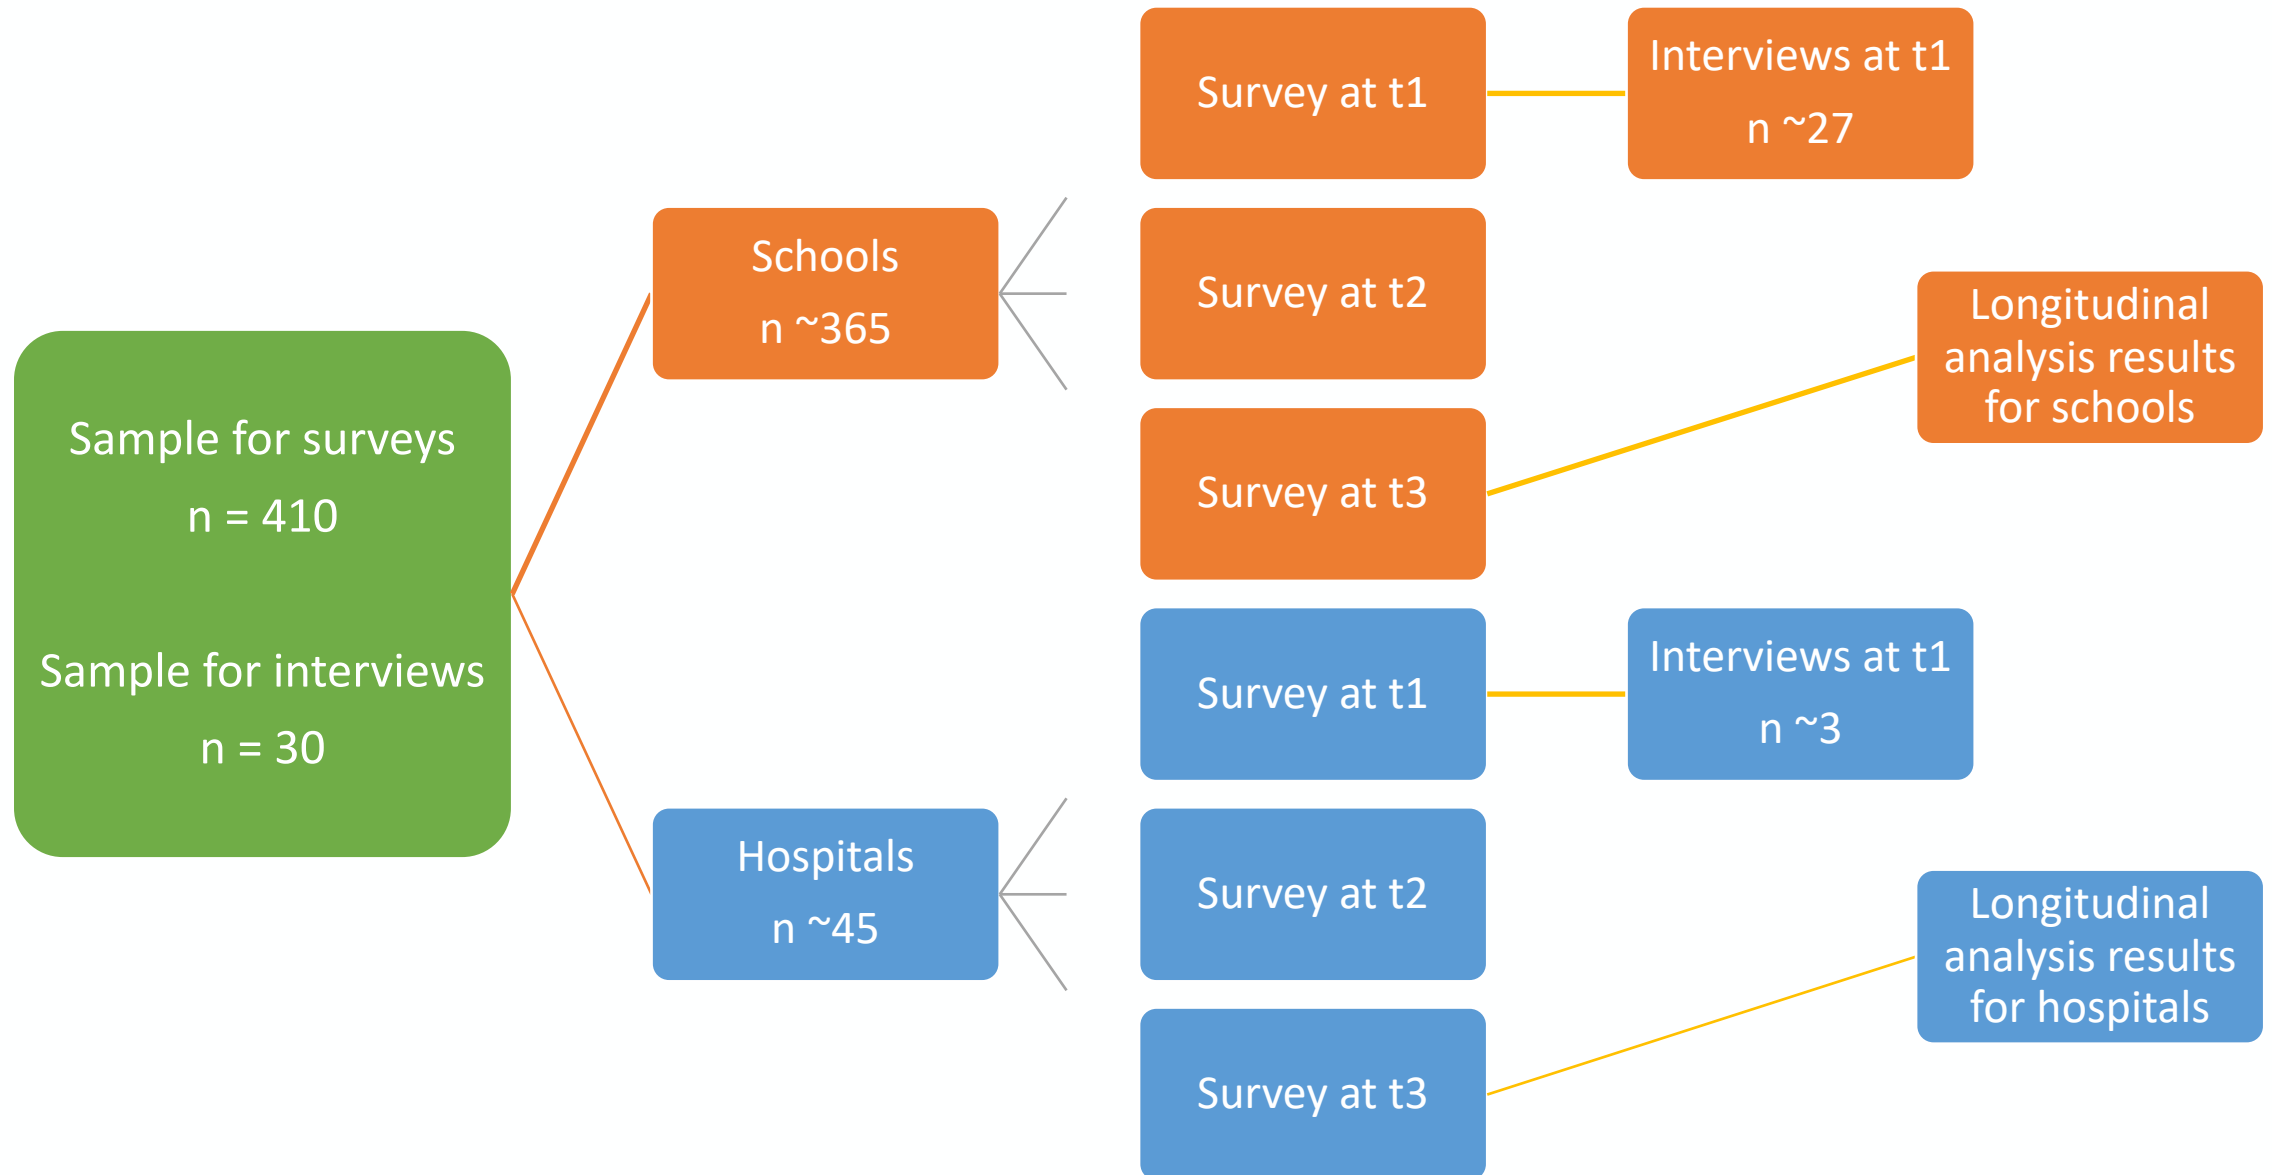 Sample for surveys
n = 410
Sample for interviews
n = 30
Schools
n ~365
Survey at t1
Interviews at t1
n ~27
Survey at t2
Survey at t3
Longitudinal
analysis results
for schools
Hospitals
n ~45
Survey at t1
Interviews at t1
n ~3
Survey at t2
Survey at t3
Longitudinal
analysis results
for hospitals